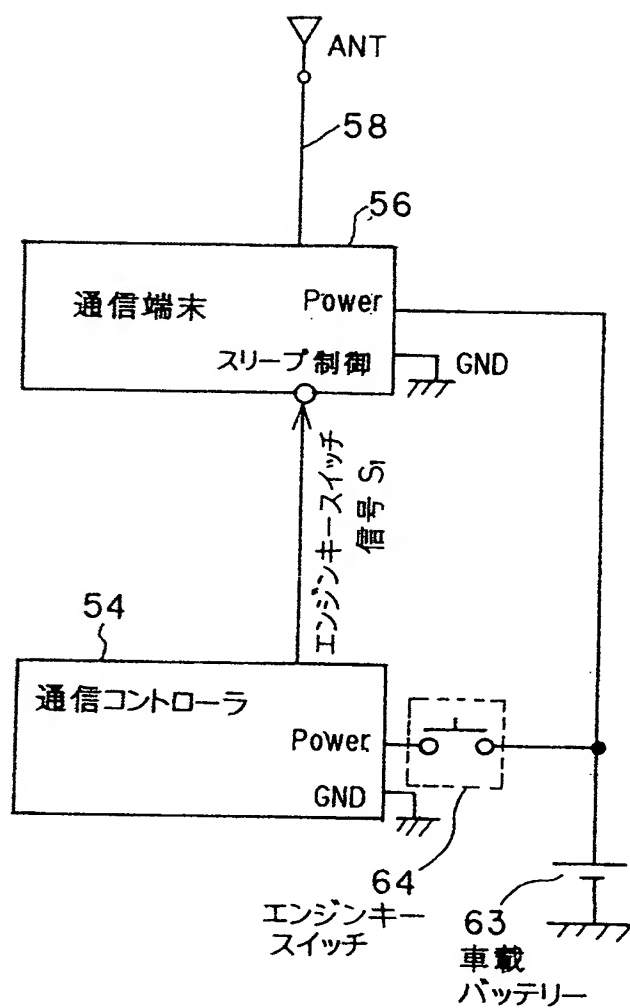 ANT
58
56
通信端末
Power
スリープ制御
GND
エンジンキースイッチ
信号 S1
54
通信コントローラ
Power
GND
64
エンジンキー
スイッチ
63
車載
バッテリー